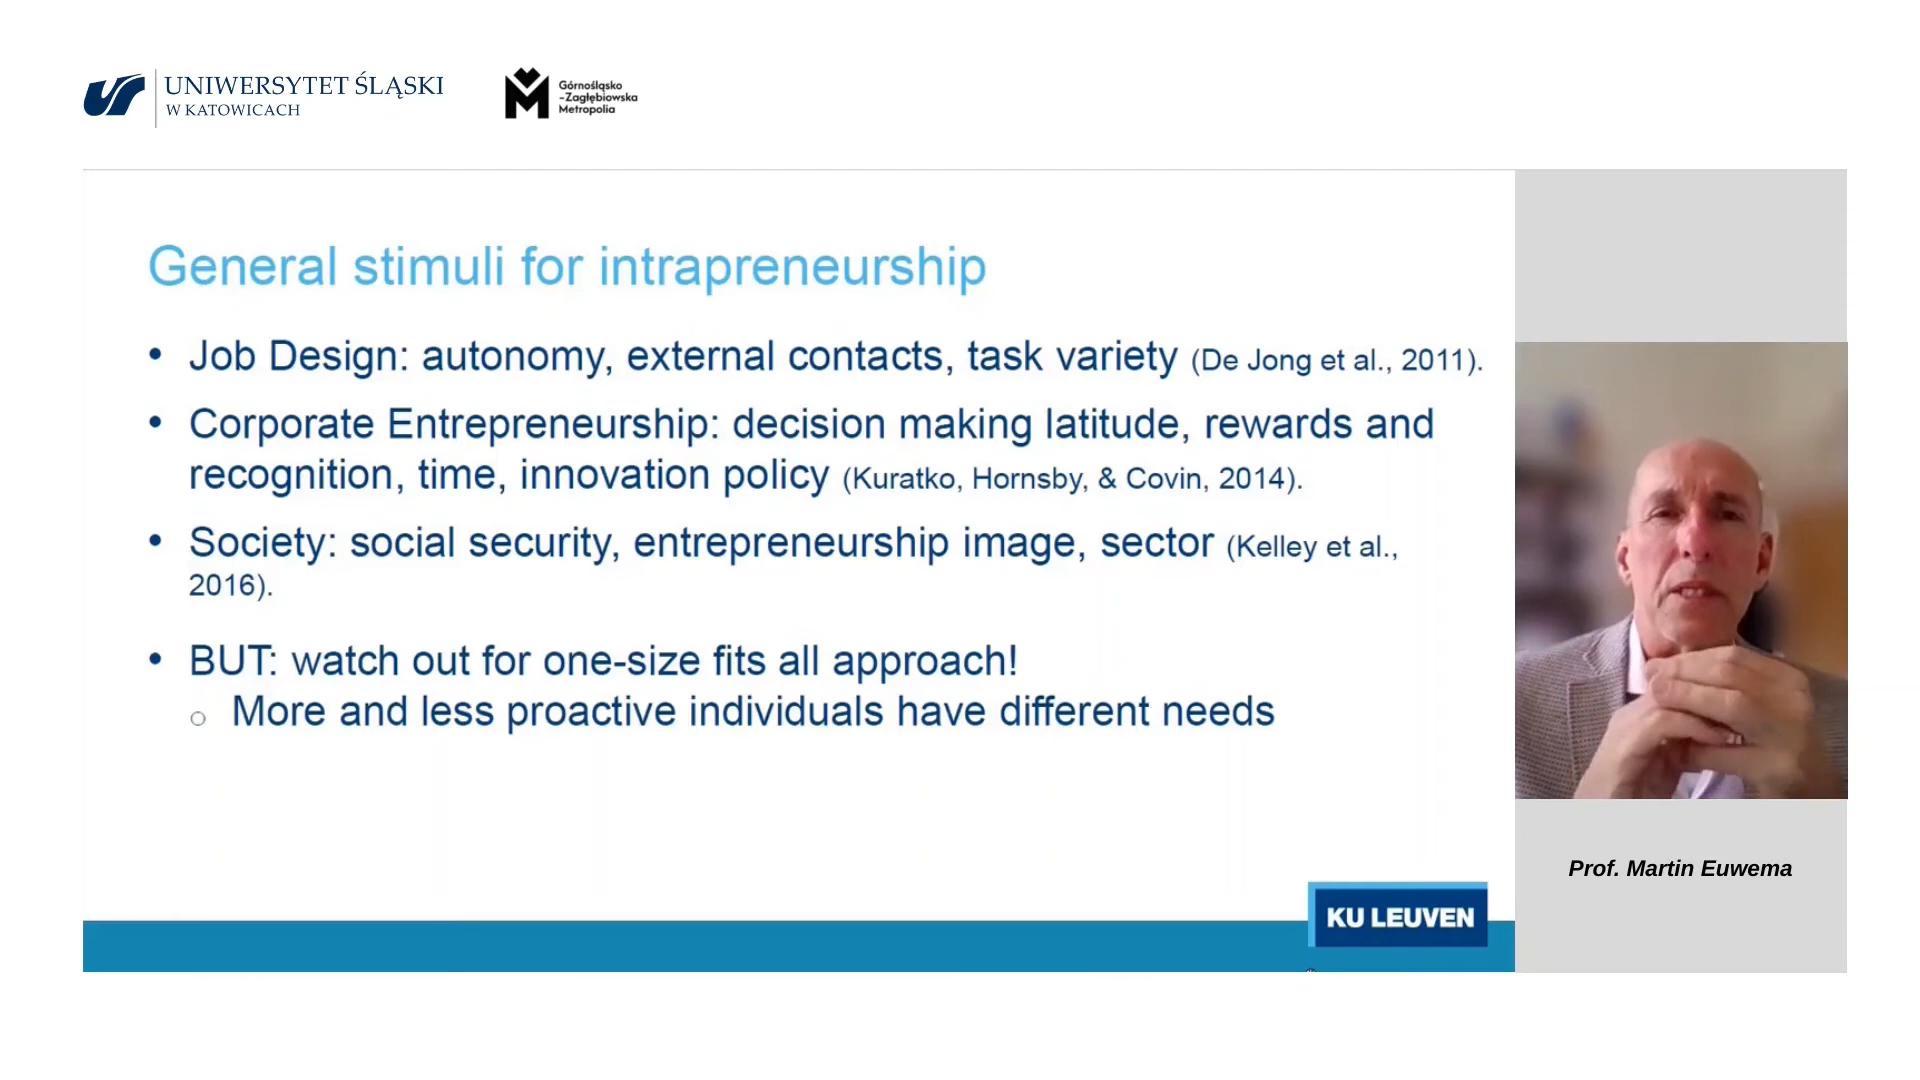 UNIWERSYTET ŚLĄSKI
W KATOWICACH
Górnośląsko
-Zagłębiowska
Metropolia
General stimuli for intrapreneurship
• Job Design: autonomy, external contacts, task variety (De Jong et al., 2011).
• Corporate Entrepreneurship: decision making latitude, rewards and
recognition, time, innovation policy (Kuratko, Hornsby, & Covin, 2014).
• Society: social security, entrepreneurship image, sector (Kelley et al.,
2016).
• BUT: watch out for one-size fits all approach!
○ More and less proactive individuals have different needs
KU LEUVEN
Prof. Martin Euwema